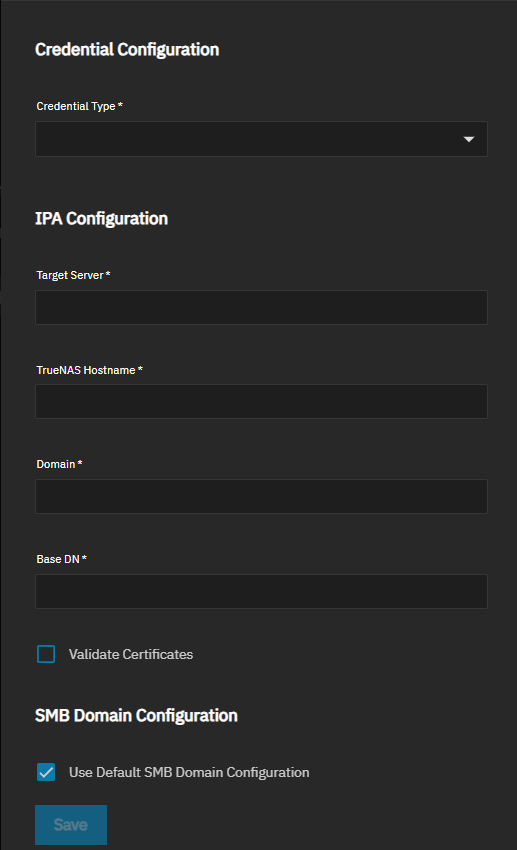 Credential Configuration
Credential Type *
IPA Configuration
Target Server *
TrueNAS Hostname *
Domain *
Base DN *
Validate Certificates
SMB Domain Configuration
Use Default SMB Domain Configuration
Save